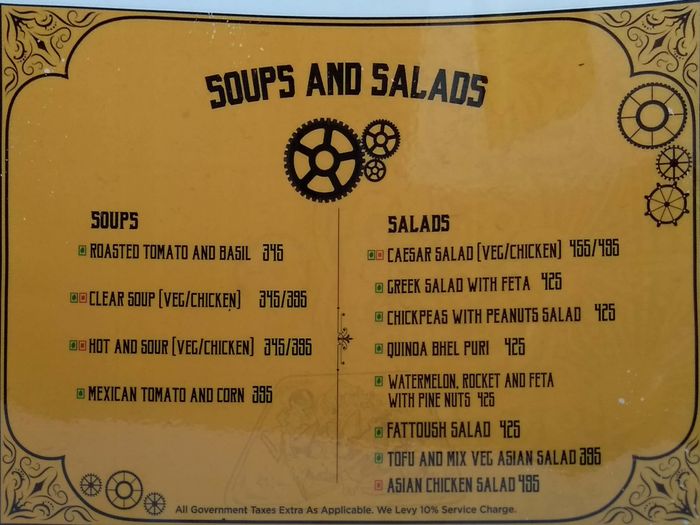 SOUPS AND SALADS
SOUPS
ROASTED TOMATO AND BASIL 345
CLEAR SOUP (VEG/CHICKEN) 345/395
HOT AND SOUR (VEG/CHICKEN) 345/395
MEXICAN TOMATO AND CORN 395
SALADS
CAESAR SALAD (VEG/CHICKEN) 455/495
GREEK SALAD WITH FETA 425
CHICKPEAS WITH PEANUTS SALAD 425
QUINOA BHEL PURI 425
WATERMELON, ROCKET AND FETA
WITH PINE NUTS 425
FATTOUSH SALAD 425
TOFU AND MIX VEG ASIAN SALAD 395
ASIAN CHICKEN SALAD 495
All Government Taxes Extra As Applicable. We Levy 10% Service Charge.